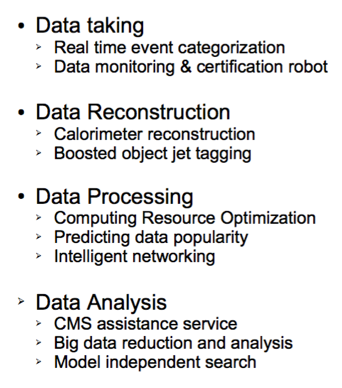 • Data taking
➢ Real time event categorization
➢ Data monitoring & certification robot
• Data Reconstruction
➢ Calorimeter reconstruction
➢ Boosted object jet tagging
• Data Processing
➢ Computing Resource Optimization
➢ Predicting data popularity
➢ Intelligent networking
➢ Data Analysis
➢ CMS assistance service
➢ Big data reduction and analysis
➢ Model independent search